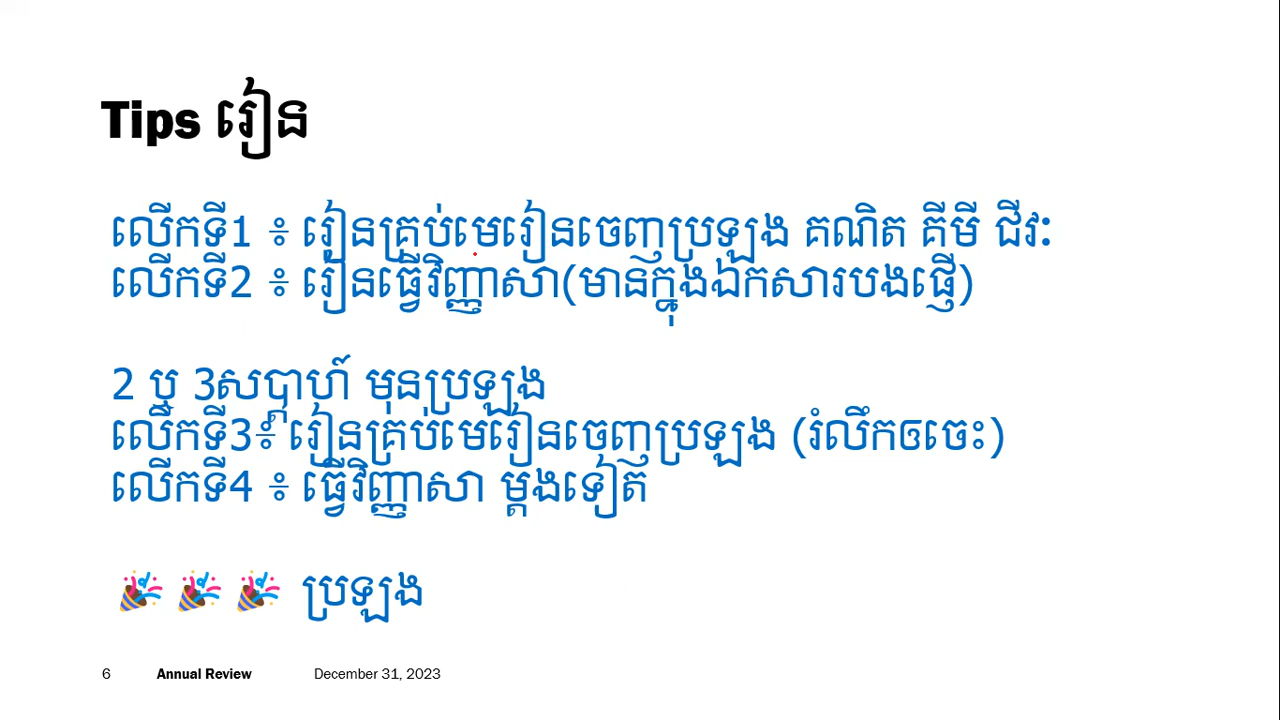 Tips រៀន
លើកទី1 ៖ រៀនគ្រប់មេរៀនចេញប្រឡង គណិត គីមី ជីវៈ
លើកទី2 ៖ រៀនធ្វើវិញ្ញាសា(មានក្នុងឯកសារបងផ្ញើ)
2 ឬ 3សប្តាហ៍ មុនប្រឡង
លើកទី3៖ រៀនគ្រប់មេរៀនចេញប្រឡង (រំលឹកឲចេះ)
លើកទី4 ៖ ធ្វើវិញ្ញាសា ម្តងទៀត
🎉 🎉 🎉 ប្រឡង
6 Annual Review December 31, 2023